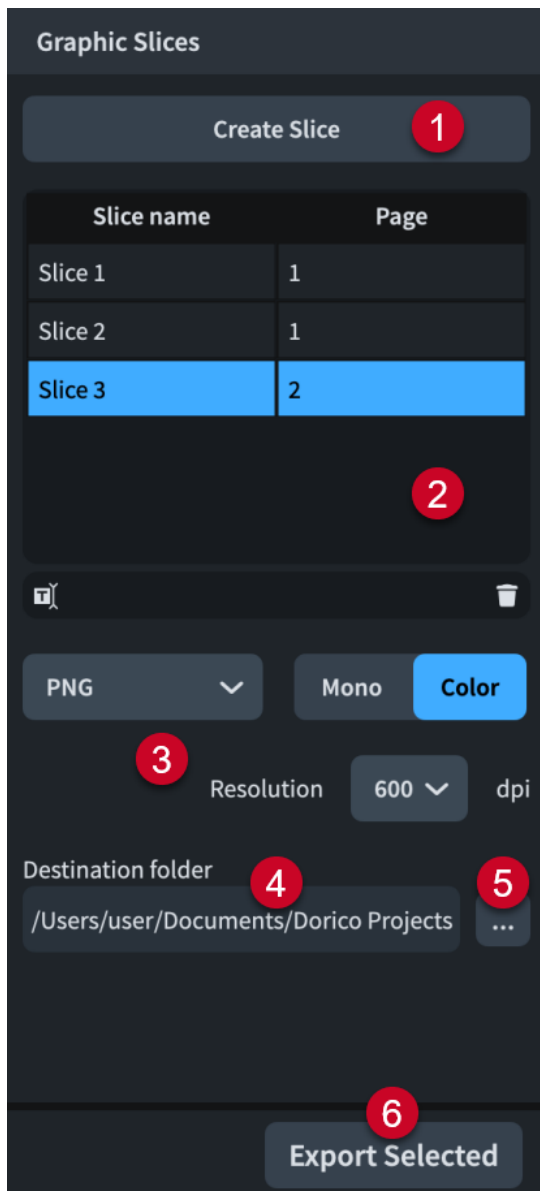 Graphic Slices
Create Slice 1
Slice name Page
Slice 1 1
Slice 2 1
Slice 3 2
2
T
PNG Mono Color
3
Resolution 600 dpi
Destination folder 4 5
/Users/user/Documents/Dorico Projects ...
6
Export Selected